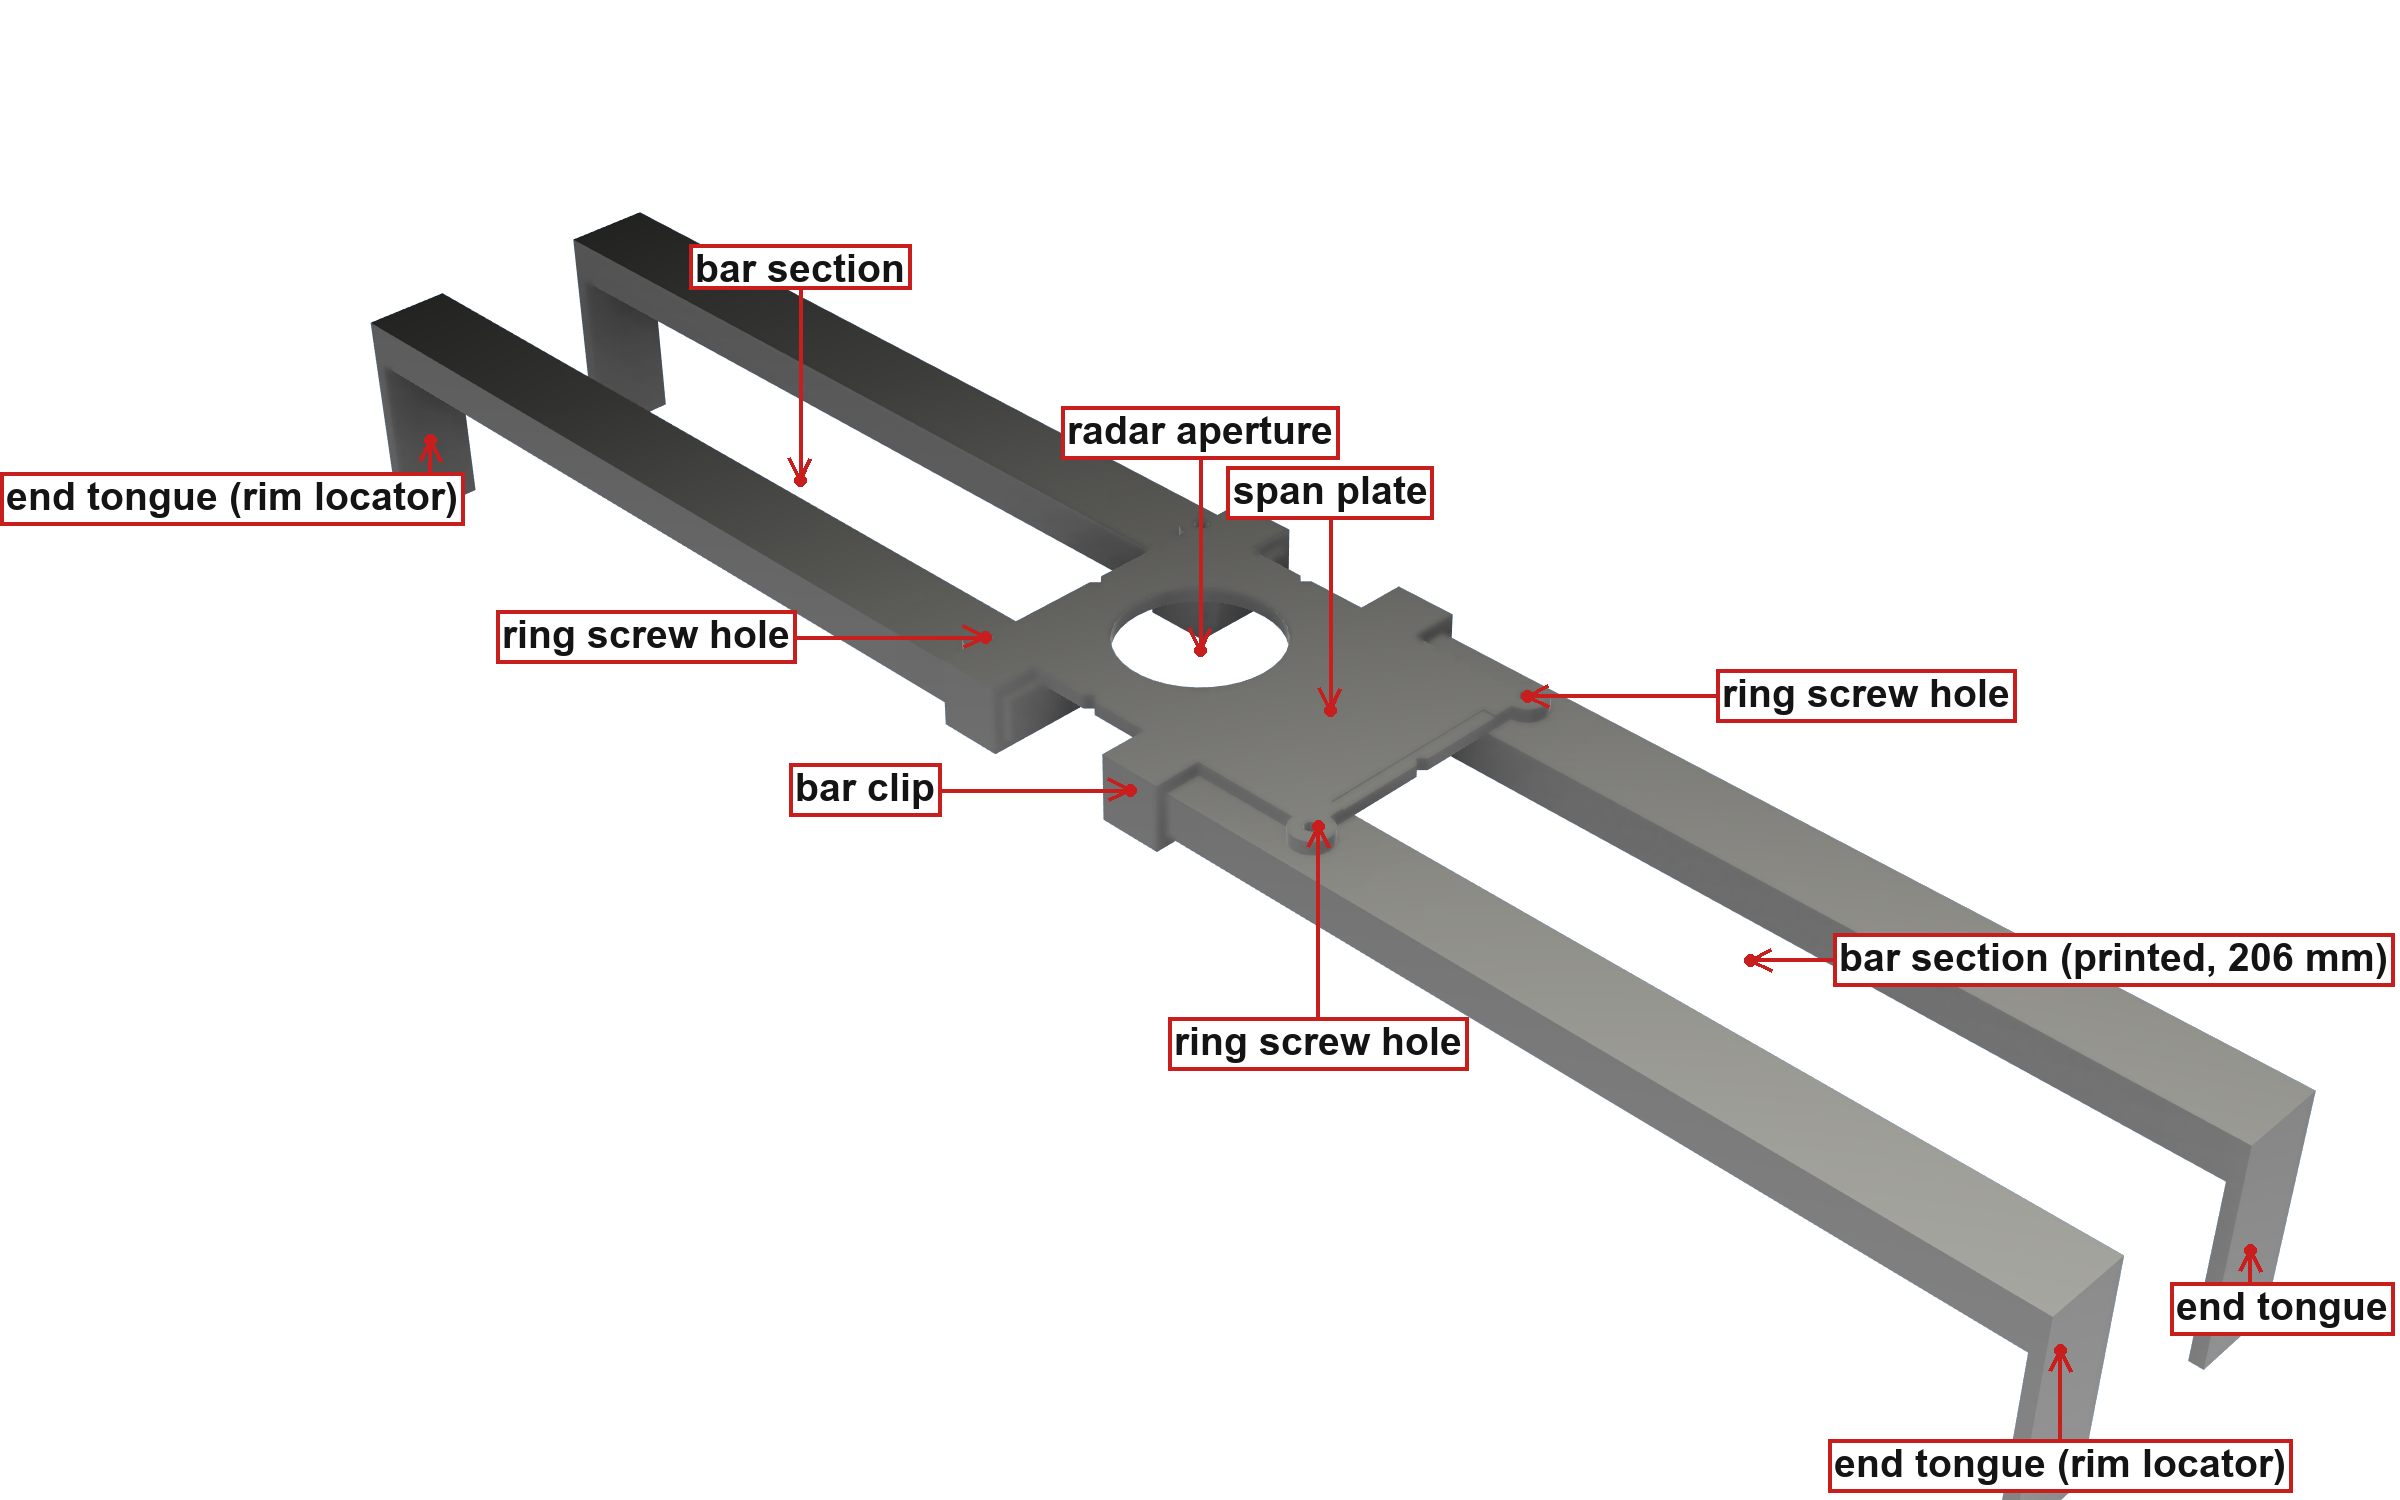 bar section
radar aperture
span plate
end tongue (rim locator)
ring screw hole
ring screw hole
bar clip
bar section (printed, 206 mm)
ring screw hole
end tongue
end tongue (rim locator)